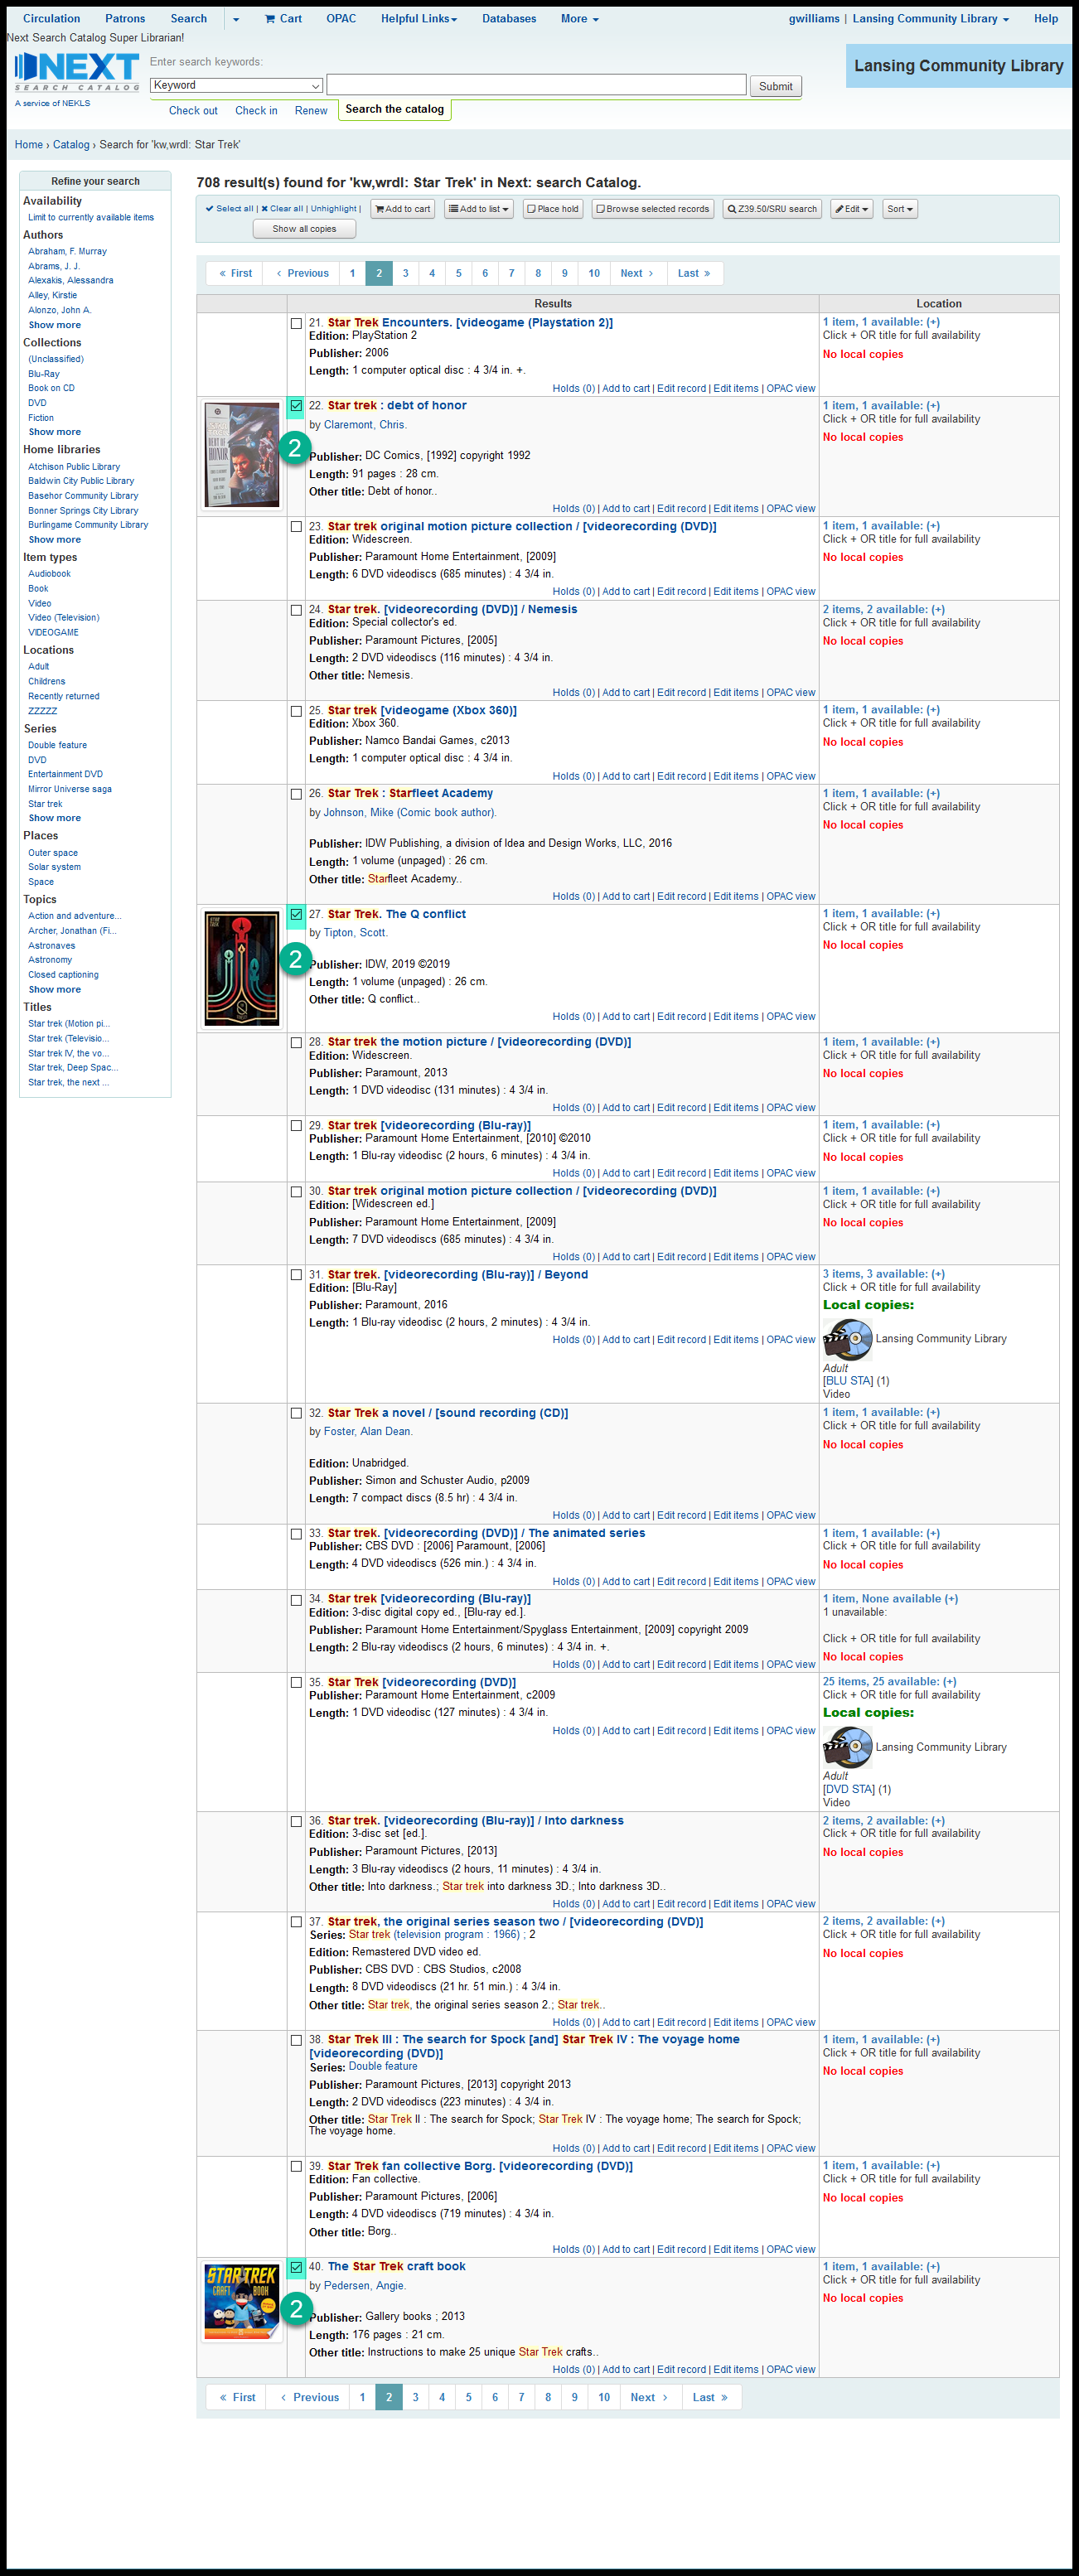 Circulation Patrons Search Cart OPAC Helpful Links Databases More gwilliams | Lansing Community Library Help
Next Search Catalog Super Librarian!
NEXT
SEARCH CATALOG
A service of NEKLS
Enter search keywords:
Keyword Submit
Check out Check in Renew Search the catalog
Lansing Community Library
Home › Catalog › Search for 'kw,wrdl: Star Trek'
Refine your search
Availability
Limit to currently available items
Authors
Abraham, F. Murray
Abrams, J. J.
Alexakis, Alessandra
Alley, Kirstie
Alonzo, John A.
Show more
Collections
(Unclassified)
Blu-Ray
Book on CD
DVD
Fiction
Show more
Home libraries
Atchison Public Library
Baldwin City Public Library
Basehor Community Library
Bonner Springs City Library
Burlingame Community Library
Show more
Item types
Audiobook
Book
Video
Video (Television)
VIDEOGAME
Locations
Adult
Childrens
Recently returned
ZZZZZ
Series
Double feature
DVD
Entertainment DVD
Mirror Universe saga
Star trek
Show more
Places
Outer space
Solar system
Space
Topics
Action and adventure...
Archer, Jonathan (Fi...
Astronaves
Astronomy
Closed captioning
Show more
Titles
Star trek (Motion pi...
Star trek (Televisio...
Star trek IV, the vo...
Star trek, Deep Spac...
Star trek, the next ...
708 result(s) found for 'kw,wrdl: Star Trek' in Next: search Catalog.
Select all | Clear all | Unhighlight | Add to cart Add to list Place hold Browse selected records Z39.50/SRU search Edit Sort
Show all copies
« First ‹ Previous 1 2 3 4 5 6 7 8 9 10 Next › Last »
Results Location
21. Star Trek Encounters. [videogame (Playstation 2)]
Edition: PlayStation 2
Publisher: 2006
Length: 1 computer optical disc : 4 3/4 in. +.
Holds (0) | Add to cart | Edit record | Edit items | OPAC view
1 item, 1 available: (+)
Click + OR title for full availability
No local copies
22. Star trek : debt of honor
by Claremont, Chris.
2
Publisher: DC Comics, [1992] copyright 1992
Length: 91 pages : 28 cm.
Other title: Debt of honor..
Holds (0) | Add to cart | Edit record | Edit items | OPAC view
DEBT OF HONOR
1 item, 1 available: (+)
Click + OR title for full availability
No local copies
23. Star trek original motion picture collection / [videorecording (DVD)]
Edition: Widescreen.
Publisher: Paramount Home Entertainment, [2009]
Length: 6 DVD videodiscs (685 minutes) : 4 3/4 in.
Holds (0) | Add to cart | Edit record | Edit items | OPAC view
1 item, 1 available: (+)
Click + OR title for full availability
No local copies
24. Star trek. [videorecording (DVD)] / Nemesis
Edition: Special collector's ed.
Publisher: Paramount Pictures, [2005]
Length: 2 DVD videodiscs (116 minutes) : 4 3/4 in.
Other title: Nemesis.
Holds (0) | Add to cart | Edit record | Edit items | OPAC view
2 items, 2 available: (+)
Click + OR title for full availability
No local copies
25. Star trek [videogame (Xbox 360)]
Edition: Xbox 360.
Publisher: Namco Bandai Games, c2013
Length: 1 computer optical disc : 4 3/4 in.
Holds (0) | Add to cart | Edit record | Edit items | OPAC view
1 item, 1 available: (+)
Click + OR title for full availability
No local copies
26. Star Trek : Starfleet Academy
by Johnson, Mike (Comic book author).
Publisher: IDW Publishing, a division of Idea and Design Works, LLC, 2016
Length: 1 volume (unpaged) : 26 cm.
Other title: Starfleet Academy..
Holds (0) | Add to cart | Edit record | Edit items | OPAC view
1 item, 1 available: (+)
Click + OR title for full availability
No local copies
27. Star Trek. The Q conflict
by Tipton, Scott.
2
Publisher: IDW, 2019 ©2019
Length: 1 volume (unpaged) : 26 cm.
Other title: Q conflict..
Holds (0) | Add to cart | Edit record | Edit items | OPAC view
1 item, 1 available: (+)
Click + OR title for full availability
No local copies
28. Star trek the motion picture / [videorecording (DVD)]
Edition: Widescreen.
Publisher: Paramount, 2013
Length: 1 DVD videodisc (131 minutes) : 4 3/4 in.
Holds (0) | Add to cart | Edit record | Edit items | OPAC view
1 item, 1 available: (+)
Click + OR title for full availability
No local copies
29. Star trek [videorecording (Blu-ray)]
Publisher: Paramount Home Entertainment, [2010] ©2010
Length: 1 Blu-ray videodisc (2 hours, 6 minutes) : 4 3/4 in.
Holds (0) | Add to cart | Edit record | Edit items | OPAC view
1 item, 1 available: (+)
Click + OR title for full availability
No local copies
30. Star trek original motion picture collection / [videorecording (DVD)]
Edition: [Widescreen ed.]
Publisher: Paramount Home Entertainment, [2009]
Length: 7 DVD videodiscs (685 minutes) : 4 3/4 in.
Holds (0) | Add to cart | Edit record | Edit items | OPAC view
1 item, 1 available: (+)
Click + OR title for full availability
No local copies
31. Star trek. [videorecording (Blu-ray)] / Beyond
Edition: [Blu-Ray]
Publisher: Paramount, 2016
Length: 1 Blu-ray videodisc (2 hours, 2 minutes) : 4 3/4 in.
Holds (0) | Add to cart | Edit record | Edit items | OPAC view
3 items, 3 available: (+)
Click + OR title for full availability
Local copies:
Lansing Community Library
Adult
[BLU STA] (1)
Video
32. Star Trek a novel / [sound recording (CD)]
by Foster, Alan Dean.
Edition: Unabridged.
Publisher: Simon and Schuster Audio, p2009
Length: 7 compact discs (8.5 hr) : 4 3/4 in.
Holds (0) | Add to cart | Edit record | Edit items | OPAC view
1 item, 1 available: (+)
Click + OR title for full availability
No local copies
33. Star trek. [videorecording (DVD)] / The animated series
Publisher: CBS DVD : [2006] Paramount, [2006]
Length: 4 DVD videodiscs (526 min.) : 4 3/4 in.
Holds (0) | Add to cart | Edit record | Edit items | OPAC view
1 item, 1 available: (+)
Click + OR title for full availability
No local copies
34. Star trek [videorecording (Blu-ray)]
Edition: 3-disc digital copy ed., [Blu-ray ed.].
Publisher: Paramount Home Entertainment/Spyglass Entertainment, [2009] copyright 2009
Length: 2 Blu-ray videodiscs (2 hours, 6 minutes) : 4 3/4 in. +.
Holds (0) | Add to cart | Edit record | Edit items | OPAC view
1 item, None available (+)
1 unavailable:
Click + OR title for full availability
No local copies
35. Star Trek [videorecording (DVD)]
Publisher: Paramount Home Entertainment, c2009
Length: 1 DVD videodisc (127 minutes) : 4 3/4 in.
Holds (0) | Add to cart | Edit record | Edit items | OPAC view
25 items, 25 available: (+)
Click + OR title for full availability
Local copies:
Lansing Community Library
Adult
[DVD STA] (1)
Video
36. Star trek. [videorecording (Blu-ray)] / Into darkness
Edition: 3-disc set [ed.].
Publisher: Paramount Pictures, [2013]
Length: 3 Blu-ray videodiscs (2 hours, 11 minutes) : 4 3/4 in.
Other title: Into darkness.; Star trek into darkness 3D.; Into darkness 3D..
Holds (0) | Add to cart | Edit record | Edit items | OPAC view
2 items, 2 available: (+)
Click + OR title for full availability
No local copies
37. Star trek, the original series season two / [videorecording (DVD)]
Series: Star trek (television program : 1966) ; 2
Edition: Remastered DVD video ed.
Publisher: CBS DVD : CBS Studios, c2008
Length: 8 DVD videodiscs (21 hr. 51 min.) : 4 3/4 in.
Other title: Star trek, the original series season 2.; Star trek..
Holds (0) | Add to cart | Edit record | Edit items | OPAC view
2 items, 2 available: (+)
Click + OR title for full availability
No local copies
38. Star Trek III : The search for Spock [and] Star Trek IV : The voyage home
[videorecording (DVD)]
Series: Double feature
Publisher: Paramount Pictures, [2013] copyright 2013
Length: 2 DVD videodiscs (223 minutes) : 4 3/4 in.
Other title: Star Trek II : The search for Spock; Star Trek IV : The voyage home; The search for Spock;
The voyage home.
Holds (0) | Add to cart | Edit record | Edit items | OPAC view
1 item, 1 available: (+)
Click + OR title for full availability
No local copies
39. Star Trek fan collective Borg. [videorecording (DVD)]
Edition: Fan collective.
Publisher: Paramount Pictures, [2006]
Length: 4 DVD videodiscs (719 minutes) : 4 3/4 in.
Other title: Borg..
Holds (0) | Add to cart | Edit record | Edit items | OPAC view
1 item, 1 available: (+)
Click + OR title for full availability
No local copies
STAR TREK
CRAFT BOOK
40. The Star Trek craft book
by Pedersen, Angie.
2
Publisher: Gallery books ; 2013
Length: 176 pages : 21 cm.
Other title: Instructions to make 25 unique Star Trek crafts..
Holds (0) | Add to cart | Edit record | Edit items | OPAC view
1 item, 1 available: (+)
Click + OR title for full availability
No local copies
« First ‹ Previous 1 2 3 4 5 6 7 8 9 10 Next › Last »